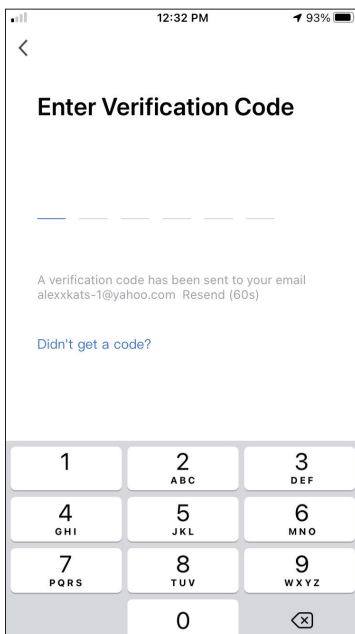 12:32 PM
93%
Enter Verification Code
A verification code has been sent to your email
alexxkats-1@yahoo.com Resend (60s)
Didn't get a code?
1
2
ABC
3
DEF
4
GHI
5
JKL
6
MNO
7
PQRS
8
TUV
9
WXYZ
0